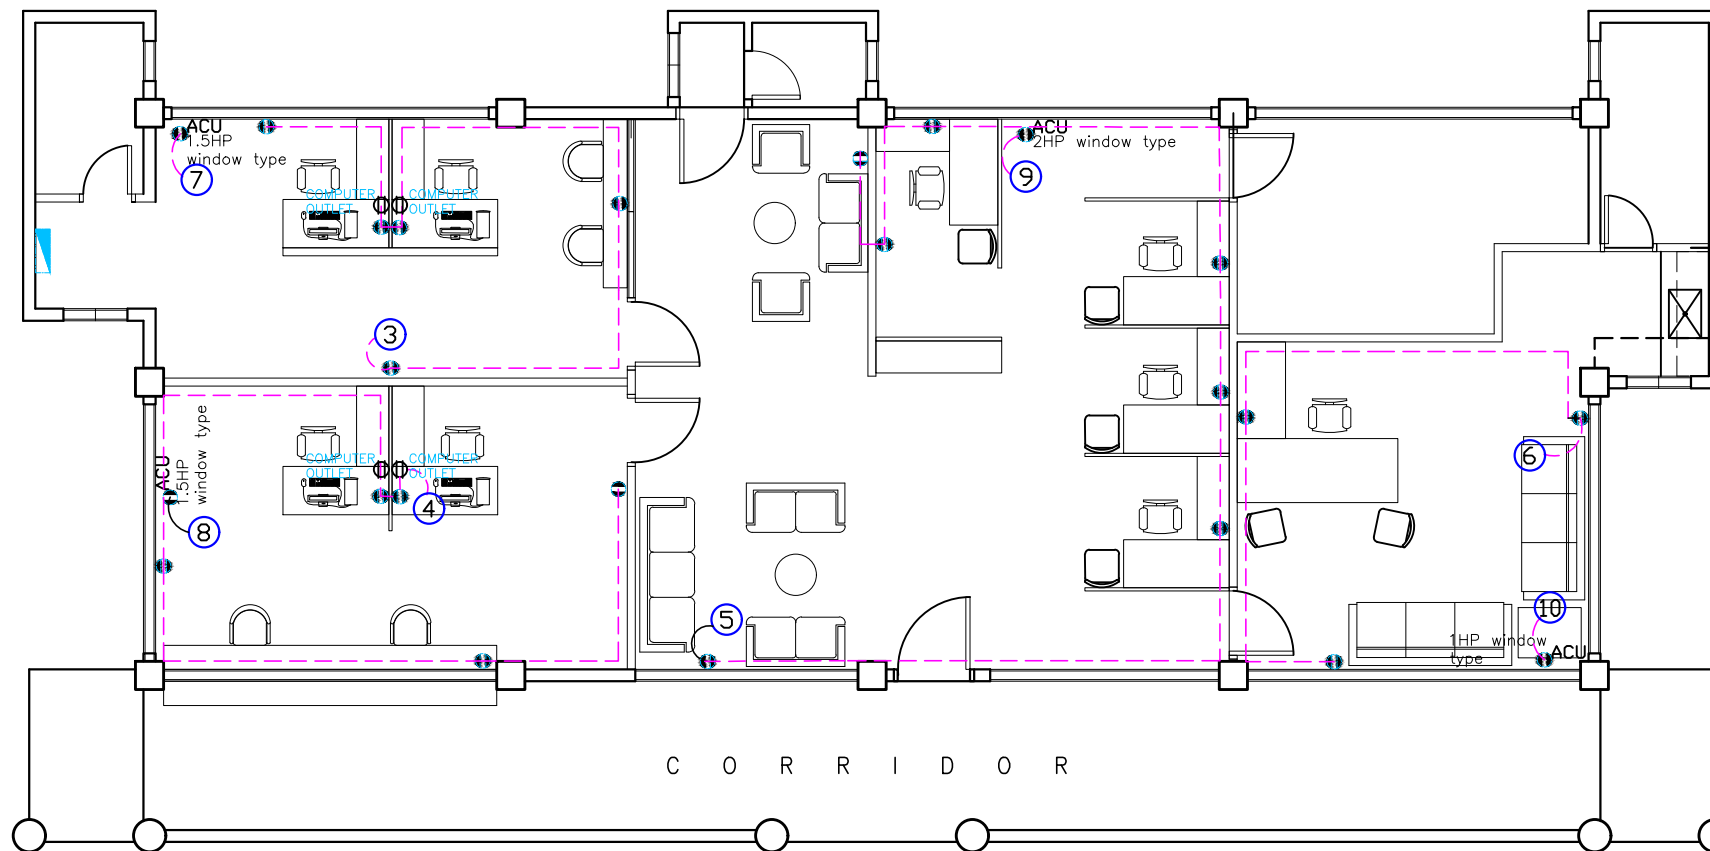 ACU
1.5HP
window type
7
COMPUTER
OUTLET
COMPUTER
OUTLET
ACU
2HP window type
9
3
ACU
1.5HP
window type
8
COMPUTER
OUTLET
COMPUTER
OUTLET
4
6
5
10
1HP window
type
ACU
C O R R I D O R